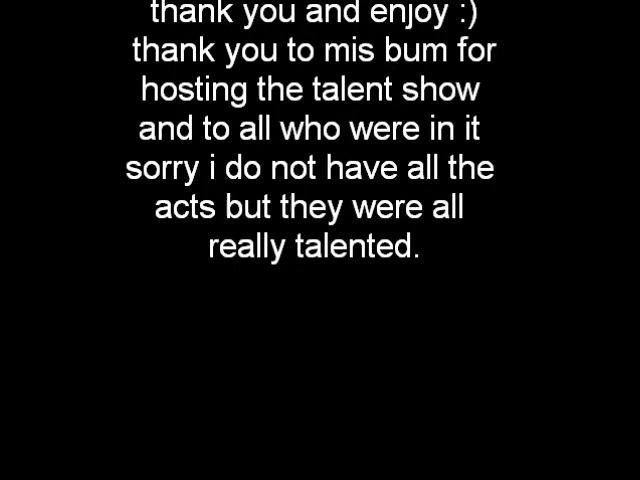 thank you and enjoy :)
thank you to mis bum for
hosting the talent show
and to all who were in it
sorry i do not have all the
acts but they were all
really talented.